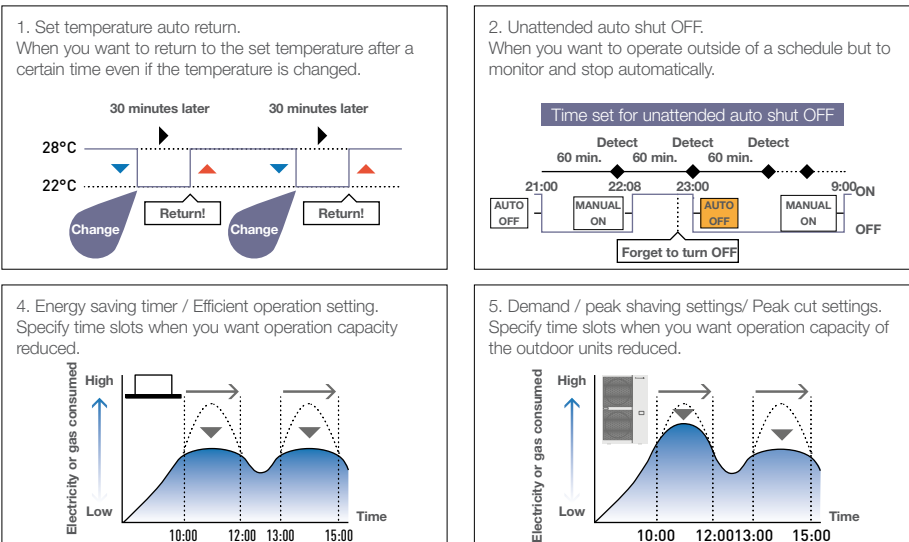 1. Set temperature auto return.
When you want to return to the set temperature after a
certain time even if the temperature is changed.
30 minutes later 30 minutes later
28°C
22°C
Change Return! Change Return!
2. Unattended auto shut OFF.
When you want to operate outside of a schedule but to
monitor and stop automatically.
Time set for unattended auto shut OFF
Detect Detect Detect
60 min. 60 min. 60 min.
21:00 22:08 23:00 9:00
ON
AUTO OFF
MANUAL ON
AUTO OFF
MANUAL ON
OFF
Forget to turn OFF
4. Energy saving timer / Efficient operation setting.
Specify time slots when you want operation capacity
reduced.
Electricity or gas consumed
High
Low
Time
10:00 12:00 13:00 15:00
5. Demand / peak shaving settings/ Peak cut settings.
Specify time slots when you want operation capacity of
the outdoor units reduced.
Electricity or gas consumed
High
Low
Time
10:00 12:0013:00 15:00